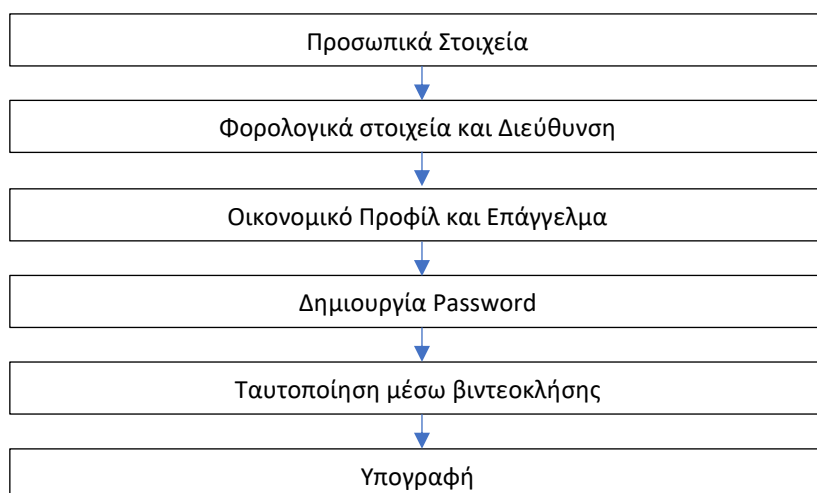 Προσωπικά Στοιχεία
Φορολογικά στοιχεία και Διεύθυνση
Οικονομικό Προφίλ και Επάγγελμα
Δημιουργία Password
Ταυτοποίηση μέσω βιντεοκλήσης
Υπογραφή